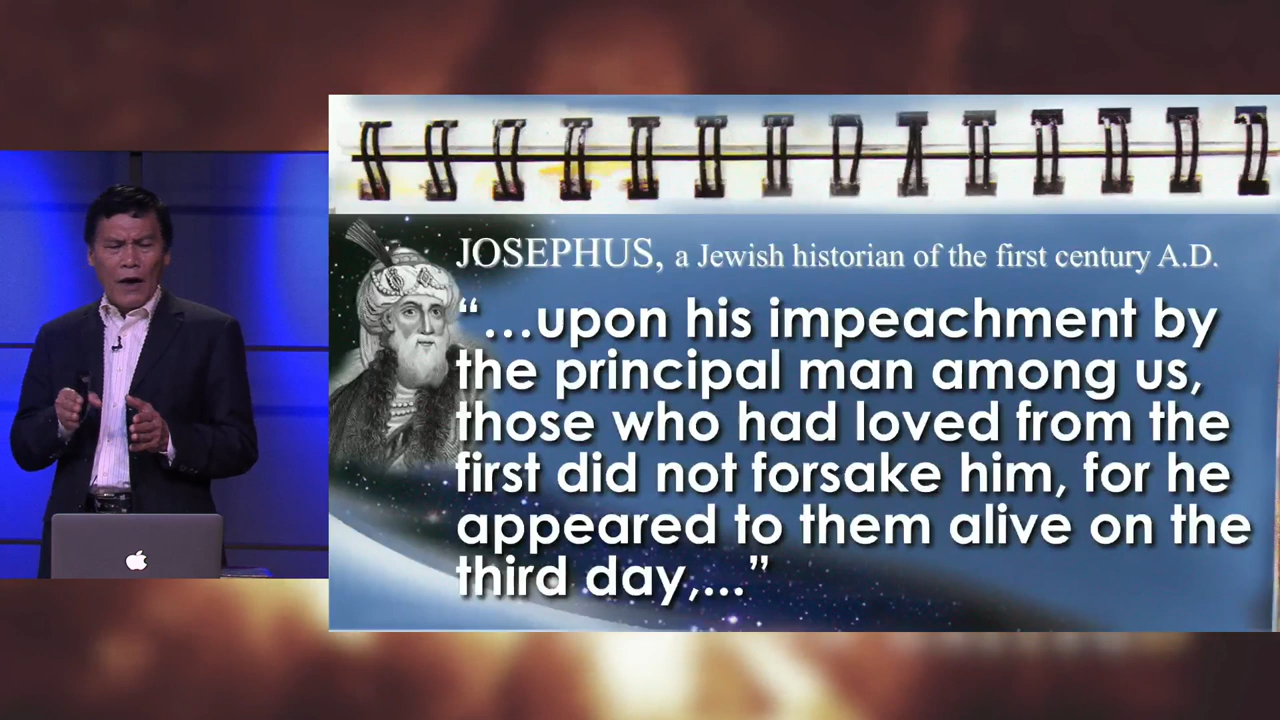 JOSEPHUS, a Jewish historian of the first century A.D.
“…upon his impeachment by
the principal man among us,
those who had loved from the
first did not forsake him, for he
appeared to them alive on the
third day,...”